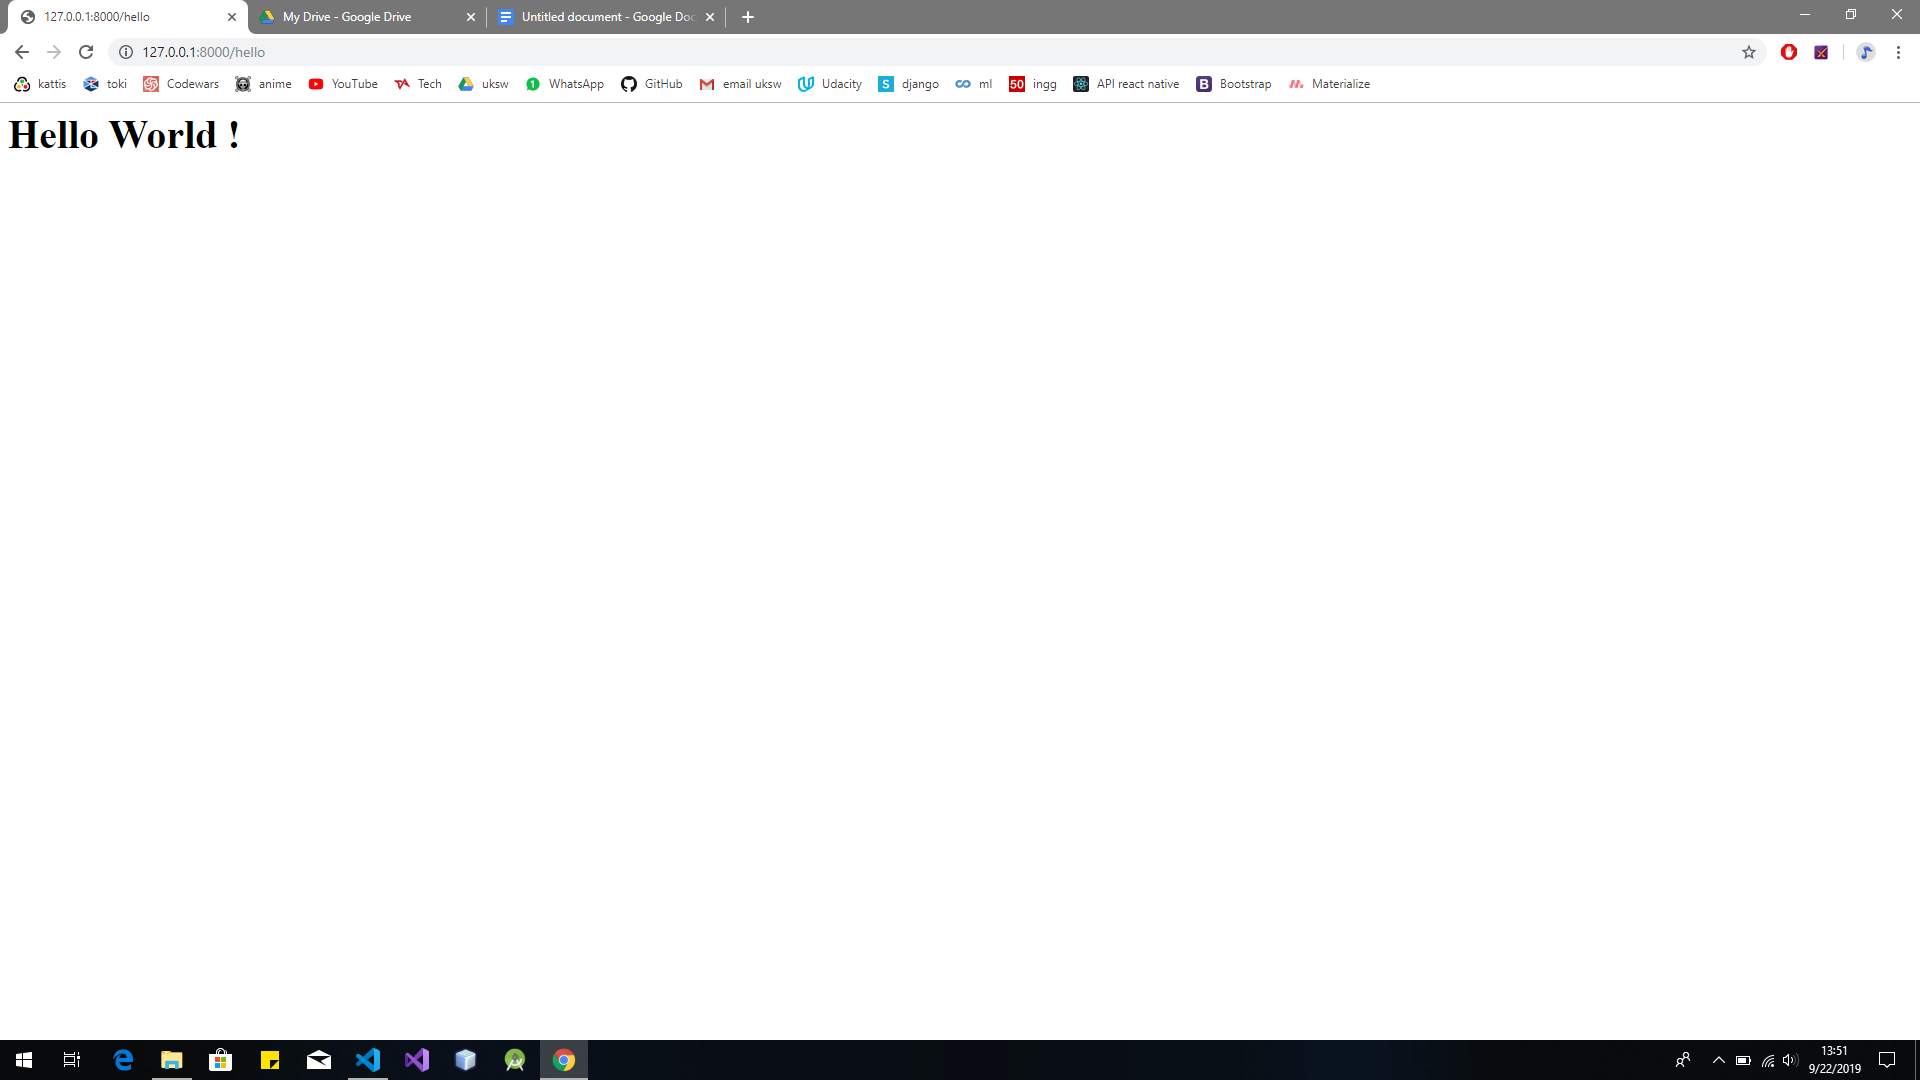 127.0.0.1:8000/hello
My Drive - Google Drive
Untitled document - Google Doc
127.0.0.1:8000/hello
kattis toki Codewars anime YouTube Tech uksw WhatsApp GitHub email uksw Udacity django ml ingg API react native Bootstrap Materialize
Hello World !
13:51
9/22/2019